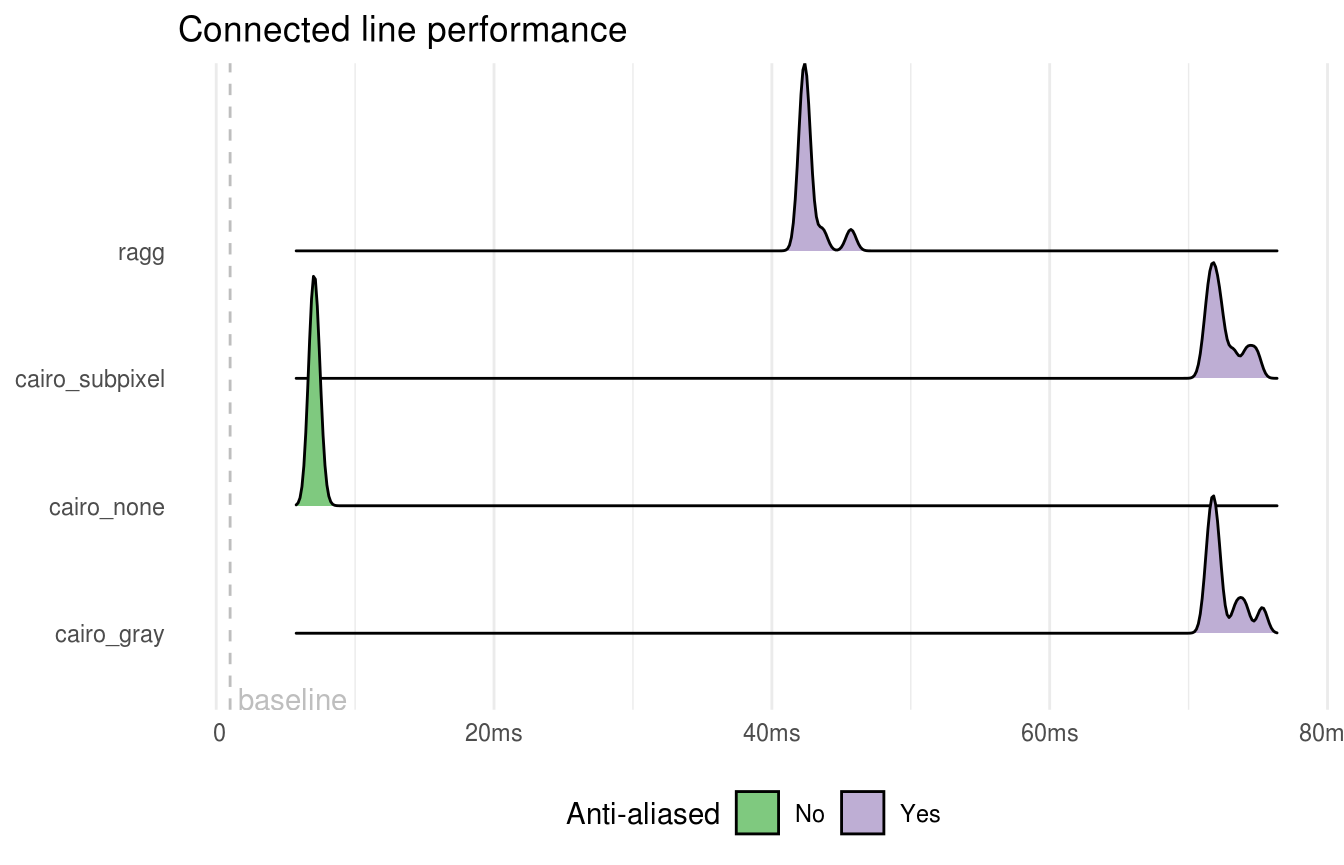 Connected line performance
ragg
cairo_subpixel
cairo_none
cairo_gray
baseline
0 20ms 40ms 60ms 80m
Anti-aliased No Yes